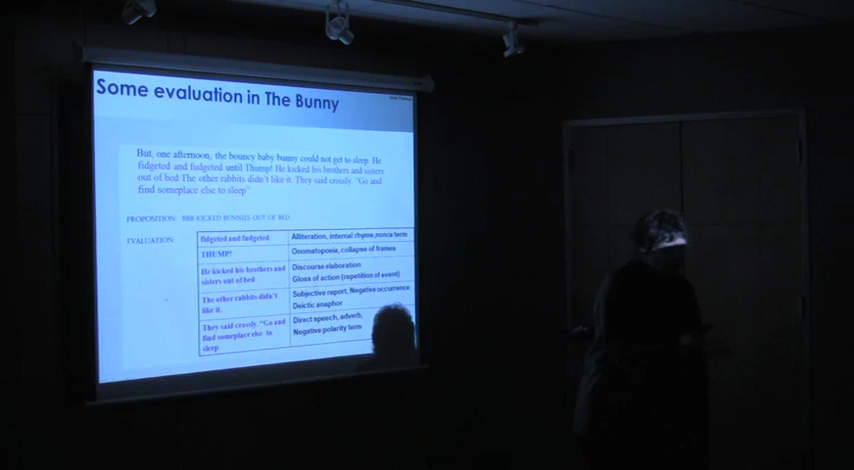 Some evaluation in The Bunny
But, one afternoon, the bouncy baby bunny could not get to sleep. He
fidgeted and fudgeted until Thump! He kicked his brothers and sisters
out of bed.The other rabbits didn't like it. They said crossly. "Go and
find someplace else to sleep".
PROPOSITION: BBB KICKED BUNNIES OUT OF BED
EVALUATION:
fidgeted and fudgeted
Alliteration, internal rhyme,nonce term
THUMP!
Onomatopoeia, collapse of frames
He kicked his brothers and
sisters out of bed
Discourse elaboration
Gloss of action (repetition of event)
The other rabbits didn't
like it.
Subjective report, Negative occurrence
Deictic anaphor
They said crossly. "Go and
find someplace else to
sleep
Direct speech, adverb,
Negative polarity term